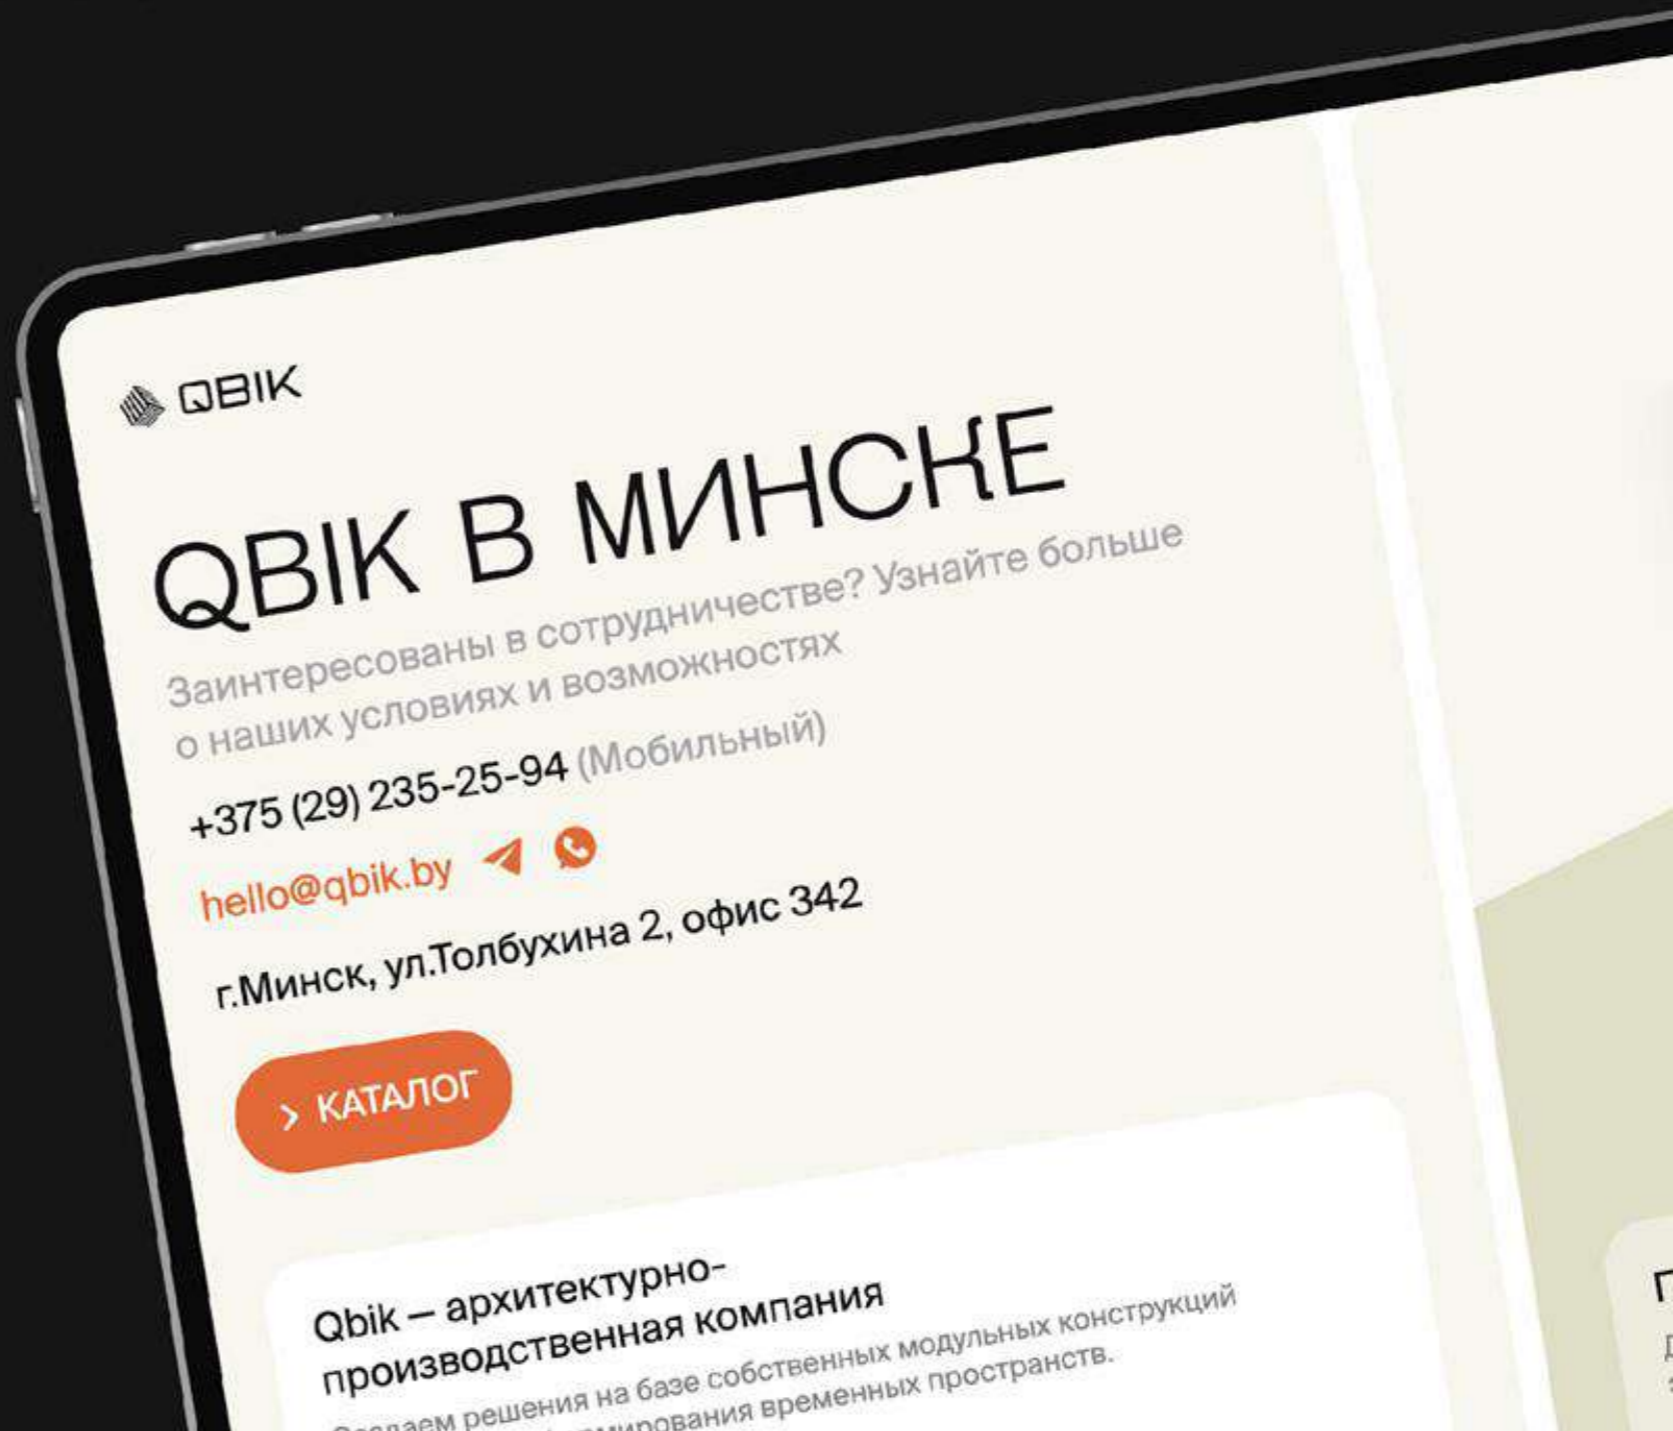 QBIK
QBIK В МИНСКЕ
Заинтересованы в сотрудничестве? Узнайте больше
о наших условиях и возможностях
+375 (29) 235-25-94 (Мобильный)
hello@qbik.by
г.Минск, ул.Толбухина 2, офис 342
> КАТАЛОГ
Qbik — архитектурно-
производственная компания
решения на базе собственных модульных конструкций
временных пространств.